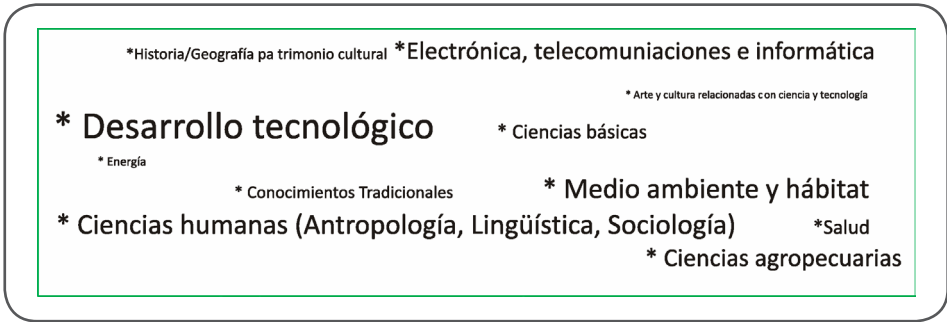 *Historia/Geografía pa trimonio cultural *Electrónica, telecomuniaciones e informática
* Arte y cultura relacionadas con ciencia y tecnología
* Desarrollo tecnológico * Ciencias básicas
* Energía
* Conocimientos Tradicionales * Medio ambiente y hábitat
* Ciencias humanas (Antropología, Lingüística, Sociología) *Salud
* Ciencias agropecuarias